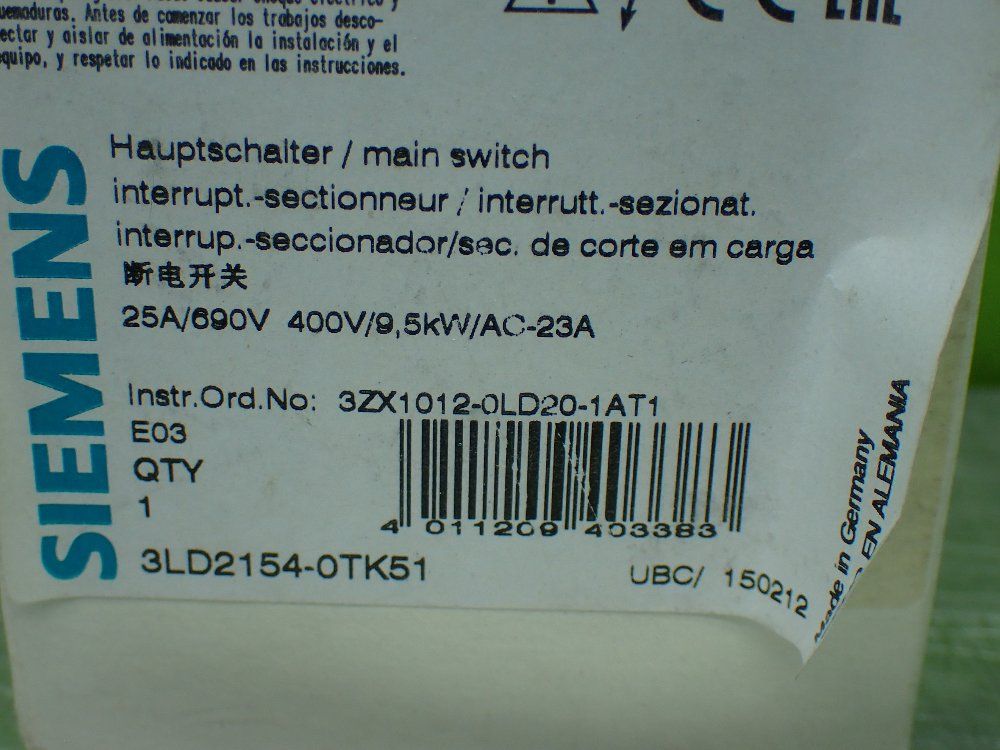 uemaduras. Antes de comenzar los trabajos desco-
ectar y aislar de alimentación la instalación y el
quipo, y respetar lo indicado en las instrucciones.
EAC
SIEMENS
Hauptschalter / main switch
interrupt.-sectionneur / interrutt.-sezionat.
interrup.-seccionador/sec. de corte em carga
断电开关
25A/690V 400V/9,5kW/AC-23A
Instr.Ord.No: 3ZX1012-0LD20-1AT1
E03
QTY
1
4 011209 403383
3LD2154-0TK51
UBC/ 150212
Made in Germany
EN ALEMANIA